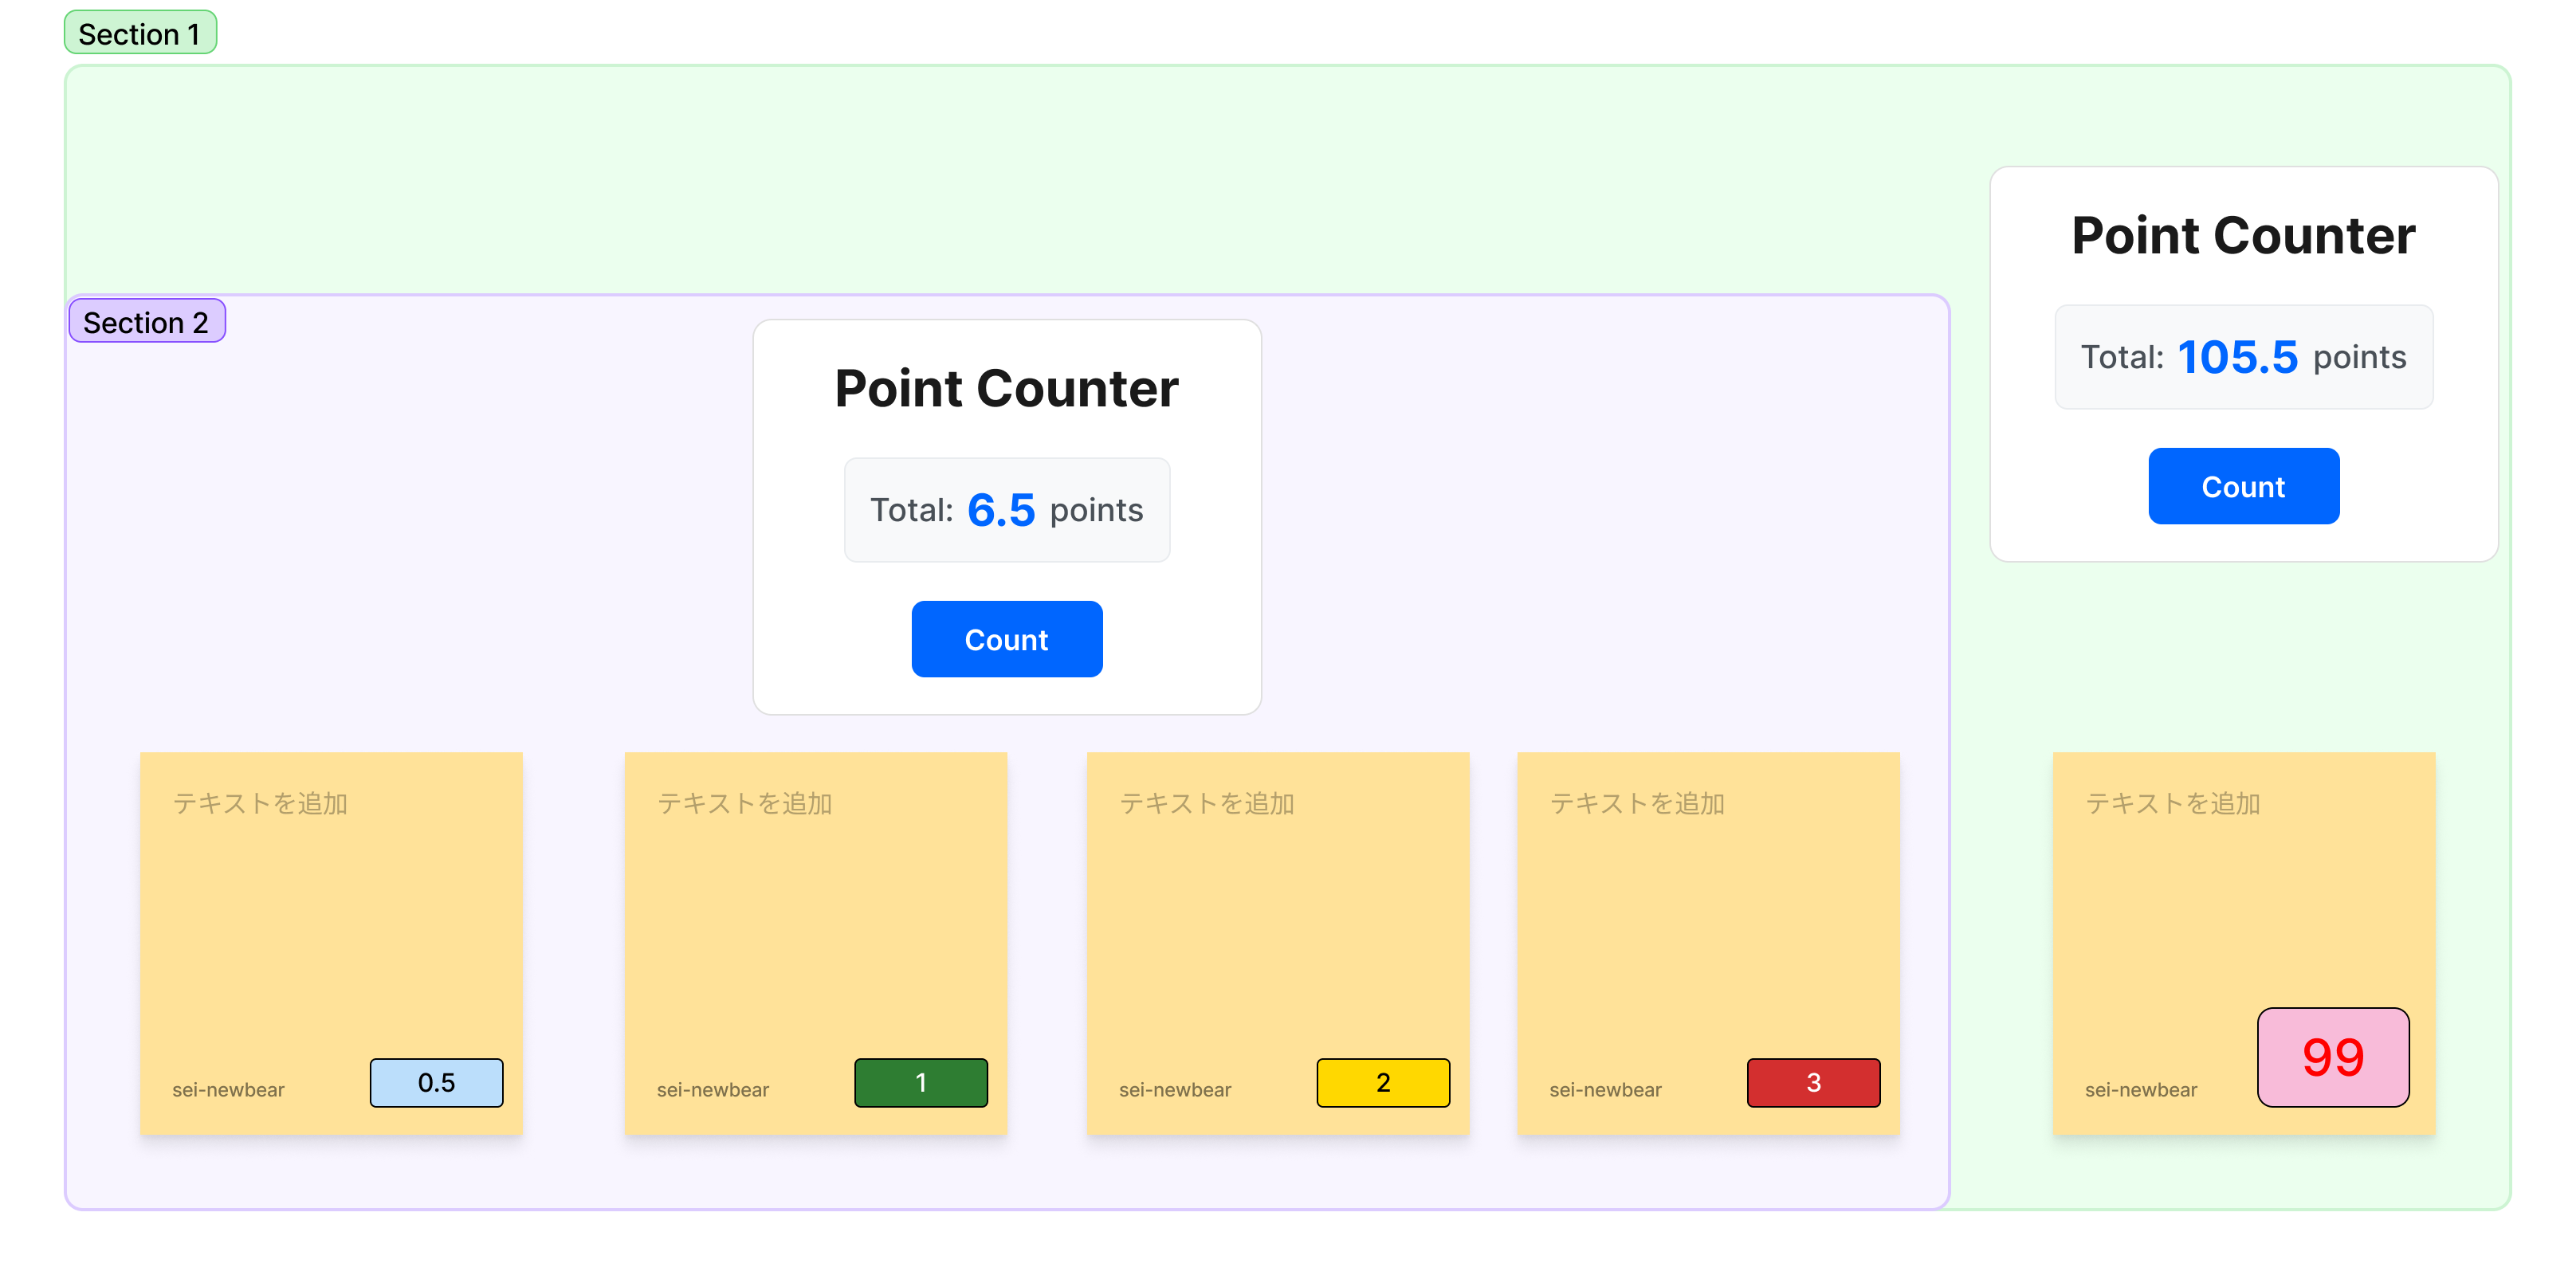 Section 1
Point Counter
Total: 105.5 points
Count
Section 2
Point Counter
Total: 6.5 points
Count
テキストを追加
sei-newbear
0.5
テキストを追加
sei-newbear
1
テキストを追加
sei-newbear
2
テキストを追加
sei-newbear
3
テキストを追加
sei-newbear
99